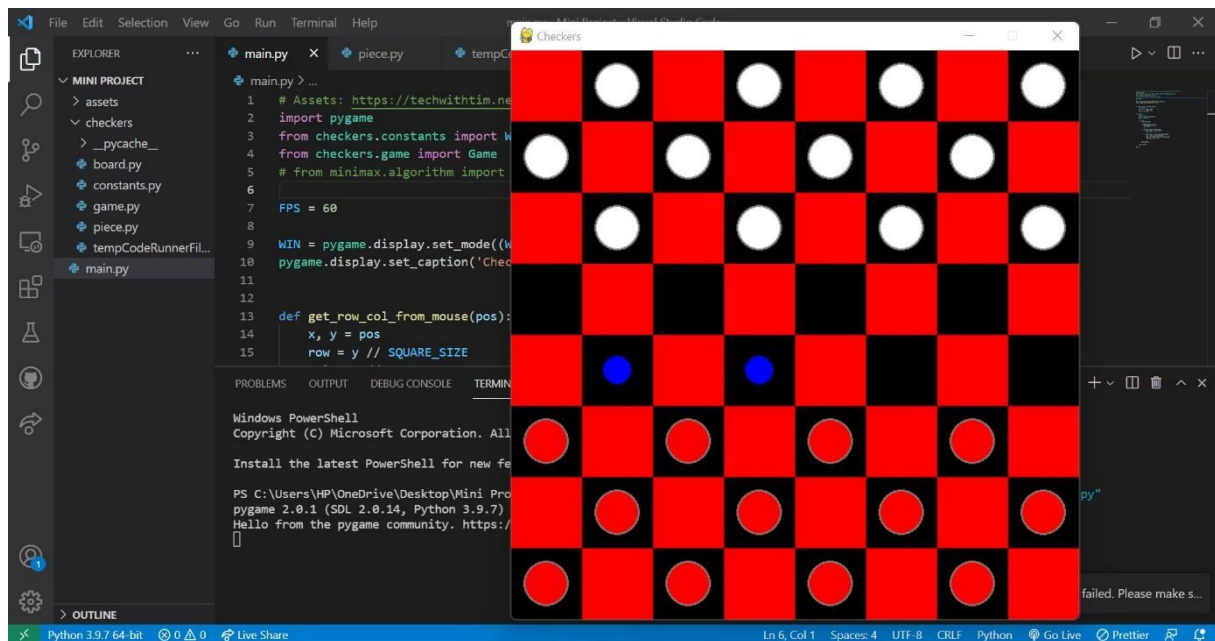 File Edit Selection View Go Run Terminal Help
Checkers
EXPLORER ...
main.py
piece.py
MINI PROJECT
main.py > ...
> assets
checkers
> __pycache__
board.py
constants.py
game.py
piece.py
tempCodeRunnerFil...
main.py
1 # Assets: https://techwithtim.ne
2 import pygame
3 from checkers.constants import W
4 from checkers.game import Game
5 # from minimax.algorithm import
6
7 FPS = 60
8
9 WIN = pygame.display.set_mode((W
10 pygame.display.set_caption('Chec
11
12
13 def get_row_col_from_mouse(pos):
14 x, y = pos
15 row = y // SQUARE_SIZE
PROBLEMS OUTPUT DEBUG CONSOLE TERMIN
Windows PowerShell
Copyright (C) Microsoft Corporation. All
Install the latest PowerShell for new fe
PS C:\Users\HP\OneDrive\Desktop\Mini Pro
py"
pygame 2.0.1 (SDL 2.0.14, Python 3.9.7)
Hello from the pygame community. https:/
failed. Please make s...
1
> OUTLINE
Python 3.9.7 64-bit 0 0 Live Share Ln 6, Col 1 Spaces: 4 UTF-8 CRLF Python Go Live Prettier